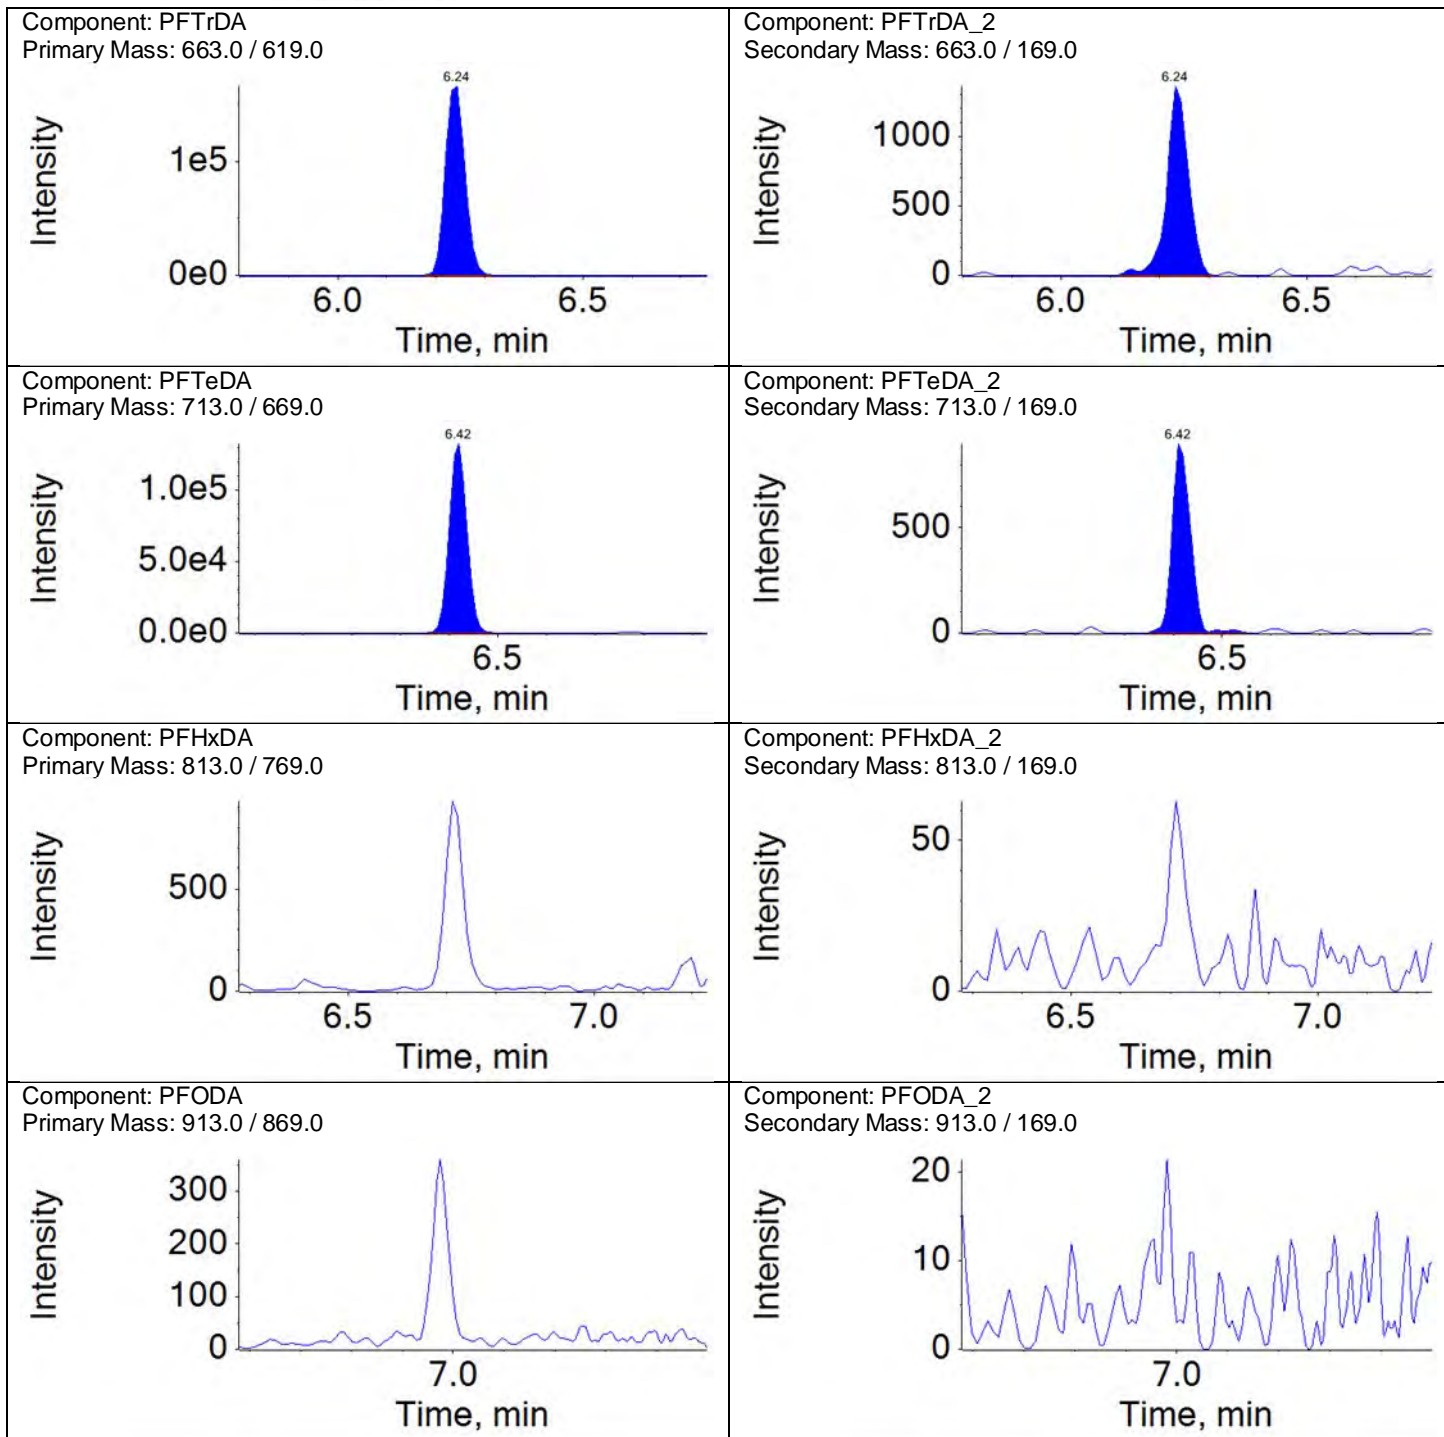 Component: PFTrDA
Primary Mass: 663.0 / 619.0
6.24
Intensity
1e5
0e0
6.0 6.5
Time, min
Component: PFTrDA_2
Secondary Mass: 663.0 / 169.0
6.24
Intensity
1000
500
0
6.0 6.5
Time, min
Component: PFTeDA
Primary Mass: 713.0 / 669.0
6.42
Intensity
1.0e5
5.0e4
0.0e0
6.5
Time, min
Component: PFTeDA_2
Secondary Mass: 713.0 / 169.0
6.42
Intensity
500
0
6.5
Time, min
Component: PFHxDA
Primary Mass: 813.0 / 769.0
Intensity
500
0
6.5 7.0
Time, min
Component: PFHxDA_2
Secondary Mass: 813.0 / 169.0
Intensity
50
0
6.5 7.0
Time, min
Component: PFODA
Primary Mass: 913.0 / 869.0
Intensity
300
200
100
0
7.0
Time, min
Component: PFODA_2
Secondary Mass: 913.0 / 169.0
Intensity
20
10
0
7.0
Time, min